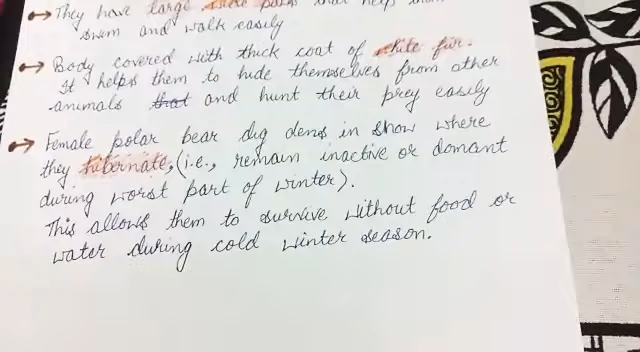 They have large wide paws that help them
swim and walk easily
Body covered with thick coat of white fur.
It helps them to hide themselves from other
animals that and hunt their prey easily
Female polar bear dig dens in snow where
they hibernate, (i.e., remain inactive or domant
during worst part of winter).
This allows them to survive without food or
water during cold winter season.